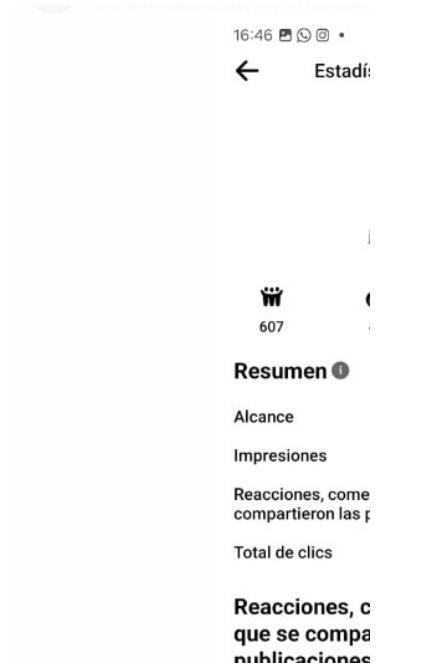 16:46
Estadís
607
Resumen
Alcance
Impresiones
Reacciones, come
compartieron las p
Total de clics
Reacciones, c
que se compa
publicaciones